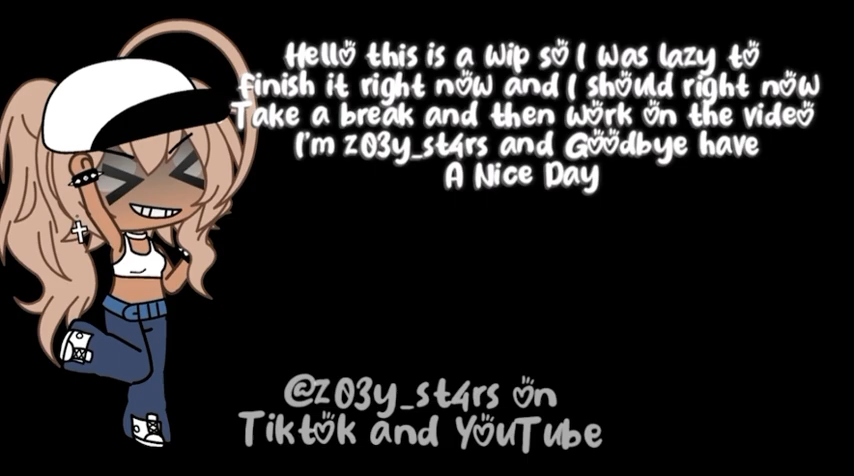 Hello this is a wip so I was lazy to
finish it right now and I should right now
Take a break and then work on the video
I'm z03y_st4rs and Goodbye have
A Nice Day
@z03y_st4rs on
Tiktok and YouTube